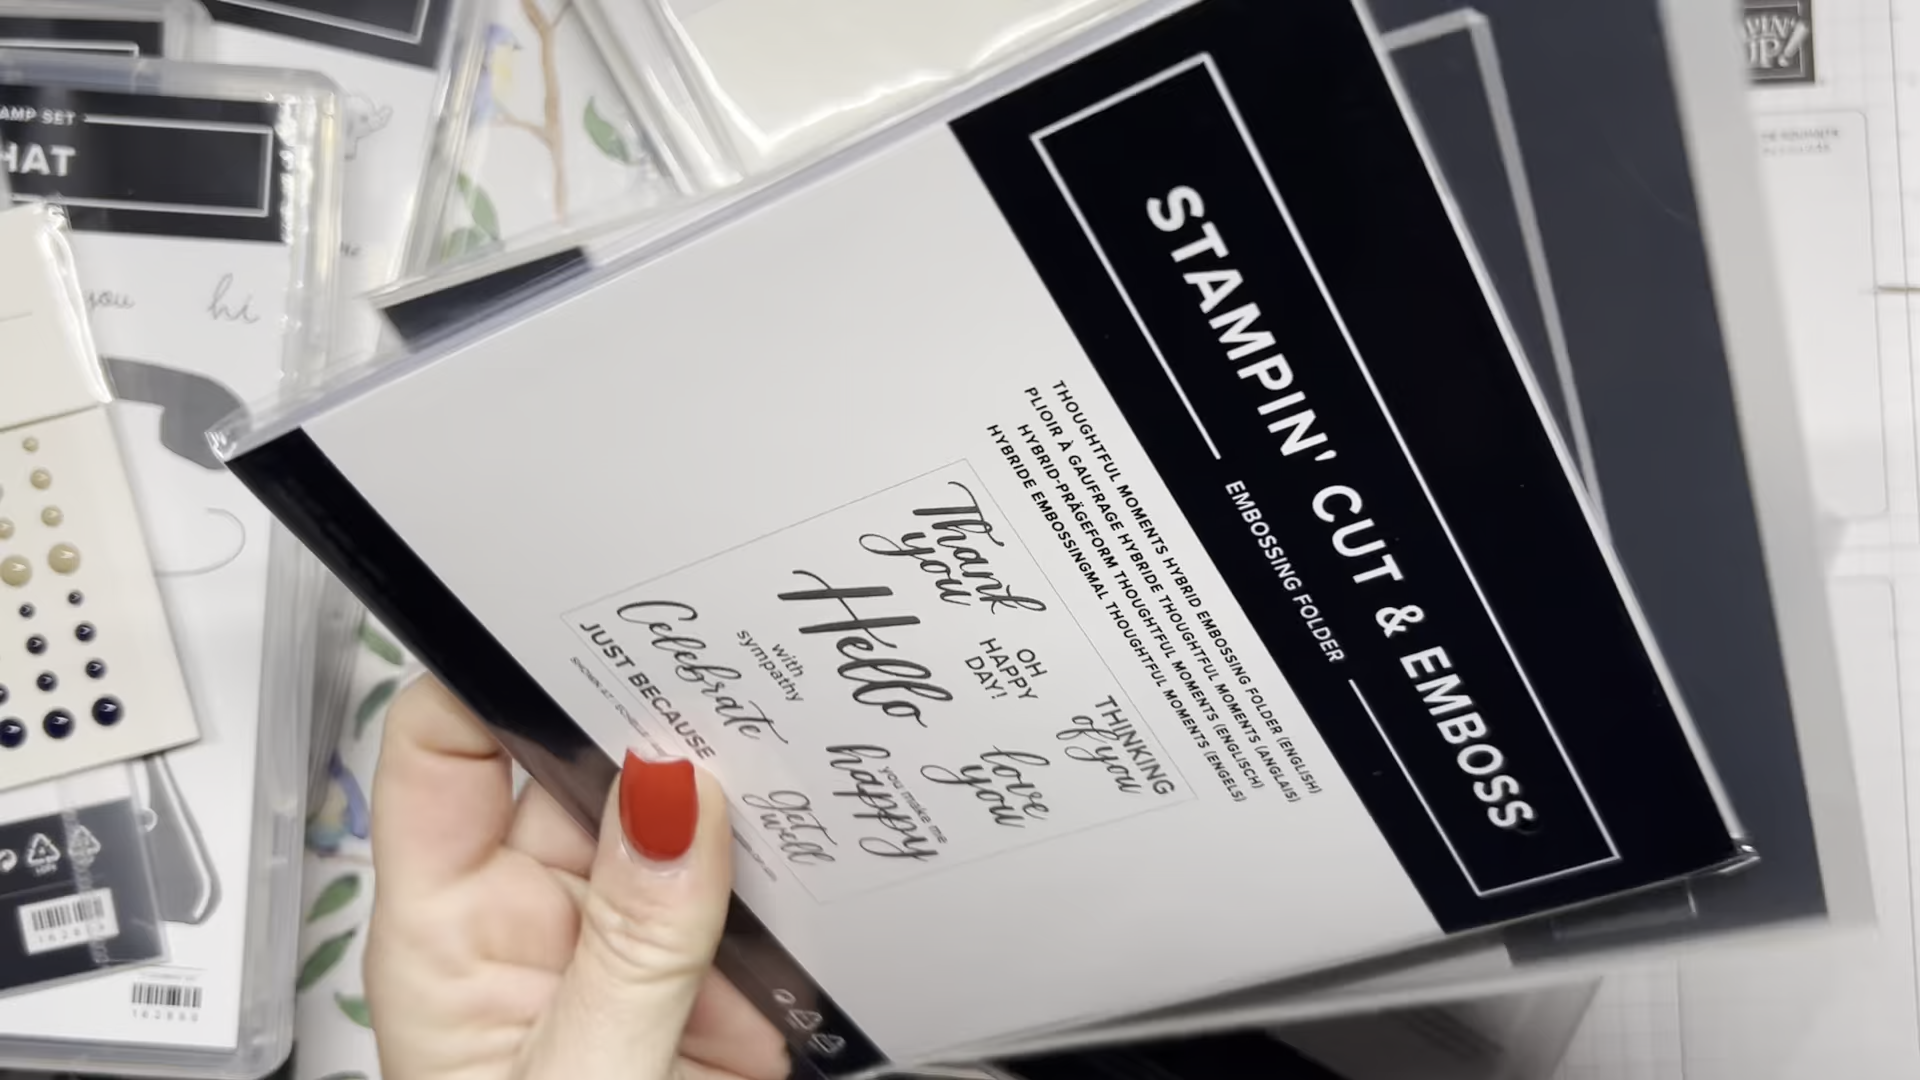 STAMPIN' CUT & EMBOSS
EMBOSSING FOLDER
THOUGHTFUL MOMENTS HYBRID EMBOSSING FOLDER (ENGLISH)
PLIOIR À GAUFRAGE HYBRIDE THOUGHTFUL MOMENTS (ANGLAIS)
HYBRID-PRÄGEFORM THOUGHTFUL MOMENTS (ENGLISCH)
HYBRIDE EMBOSSINGMAL THOUGHTFUL MOMENTS (ENGELS)
Thank
you
OH
HAPPY
DAY!
THINKING
of you
Hello
love
you
with
sympathy
Celebrate
you make me
happy
JUST BECAUSE
get
well
AMP SET
HAT
you
hi
UP!